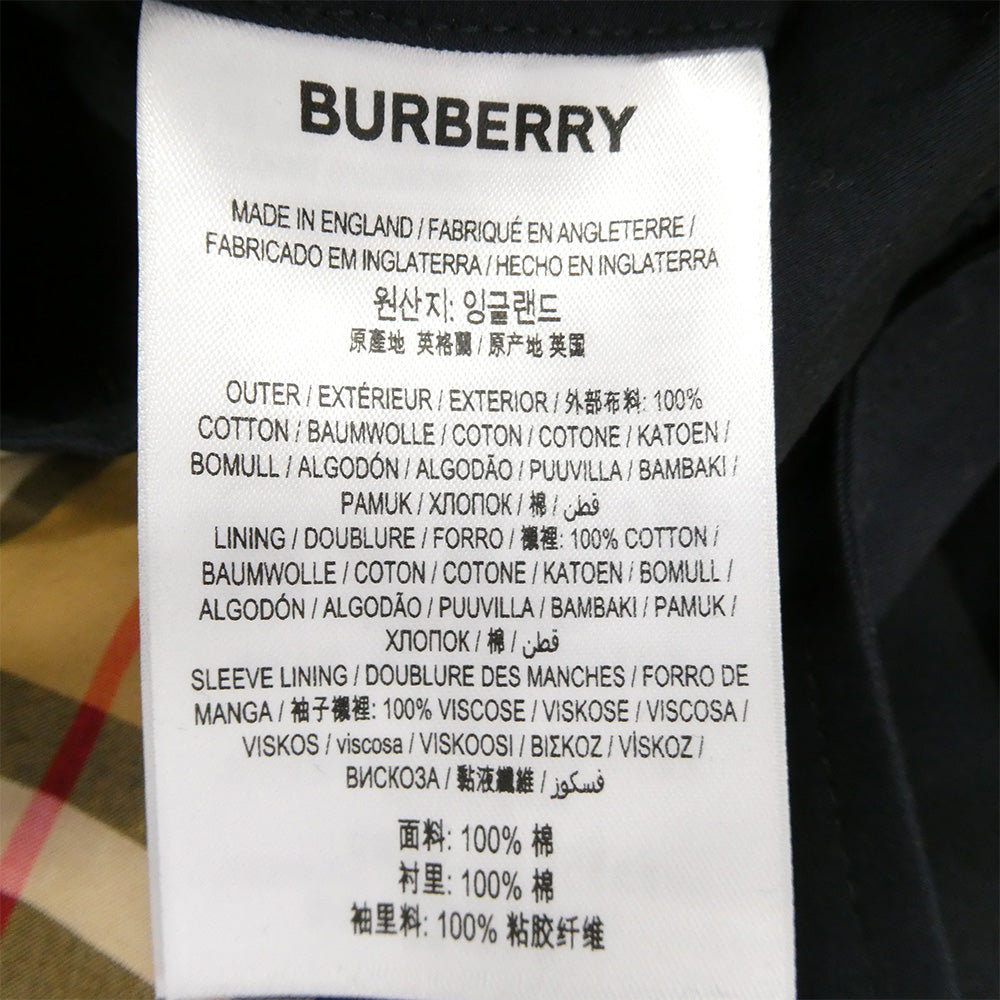 BURBERRY
MADE IN ENGLAND / FABRIQUÉ EN ANGLETERRE /
FABRICADO EM INGLATERRA / HECHO EN INGLATERRA
원산지: 잉글랜드
原產地 英格蘭 / 原产地 英国
OUTER / EXTÉRIEUR / EXTERIOR / 外部布料: 100%
COTTON / BAUMWOLLE / COTON / COTONE / KATOEN /
BOMULL / ALGODÓN / ALGODÃO / PUUVILLA / BAMBAKI /
PAMUK / ХЛОПОК / 棉 / قطن
LINING / DOUBLURE / FORRO / 襯裡: 100% COTTON /
BAUMWOLLE / COTON / COTONE / KATOEN / BOMULL /
ALGODÓN / ALGODÃO / PUUVILLA / BAMBAKI / PAMUK /
ХЛОПОК / 棉 / قطن
SLEEVE LINING / DOUBLURE DES MANCHES / FORRO DE
MANGA / 袖子襯裡: 100% VISCOSE / VISKOSE / VISCOSA /
VISKOS / viscosa / VISKOOSI / ΒΙΣΚΟΖ / VİSKOZ /
ВИСКОЗА / 黏液纖維 / فسكوز
面料: 100% 棉
衬里: 100% 棉
袖里料: 100% 粘胶纤维